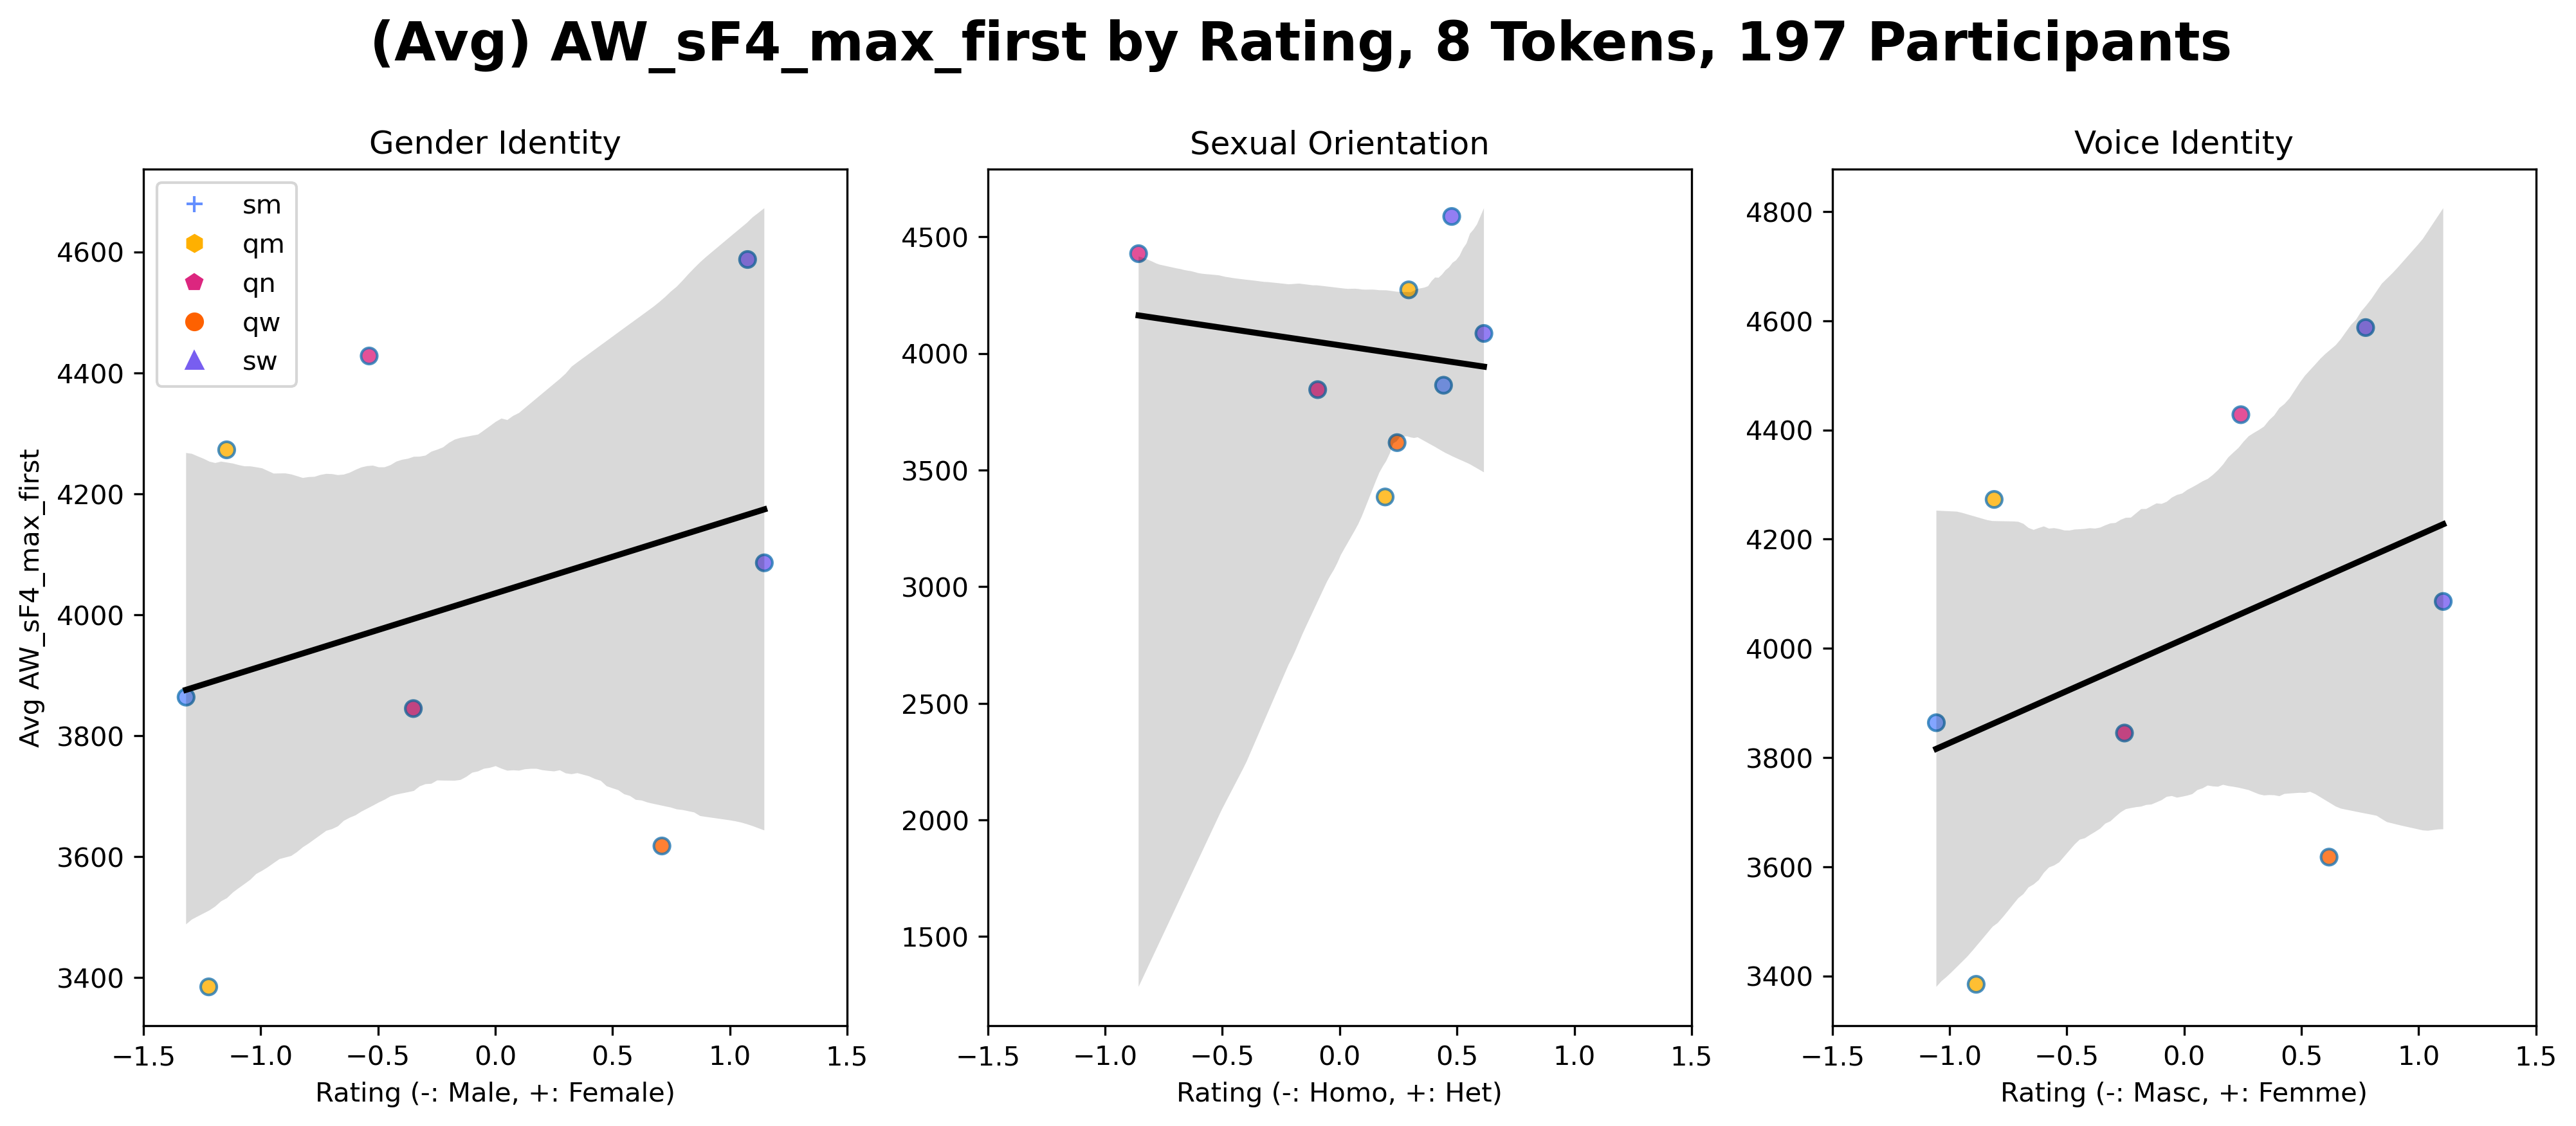 (Avg) AW_sF4_max_first by Rating, 8 Tokens, 197 Participants
Gender Identity
sm
qm
qn
qw
sw
4600
4400
4200
4000
3800
3600
3400
Avg AW_sF4_max_first
−1.5 −1.0 −0.5 0.0 0.5 1.0 1.5
Rating (-: Male, +: Female)
Sexual Orientation
4500
4000
3500
3000
2500
2000
1500
−1.5 −1.0 −0.5 0.0 0.5 1.0 1.5
Rating (-: Homo, +: Het)
Voice Identity
4800
4600
4400
4200
4000
3800
3600
3400
−1.5 −1.0 −0.5 0.0 0.5 1.0 1.5
Rating (-: Masc, +: Femme)